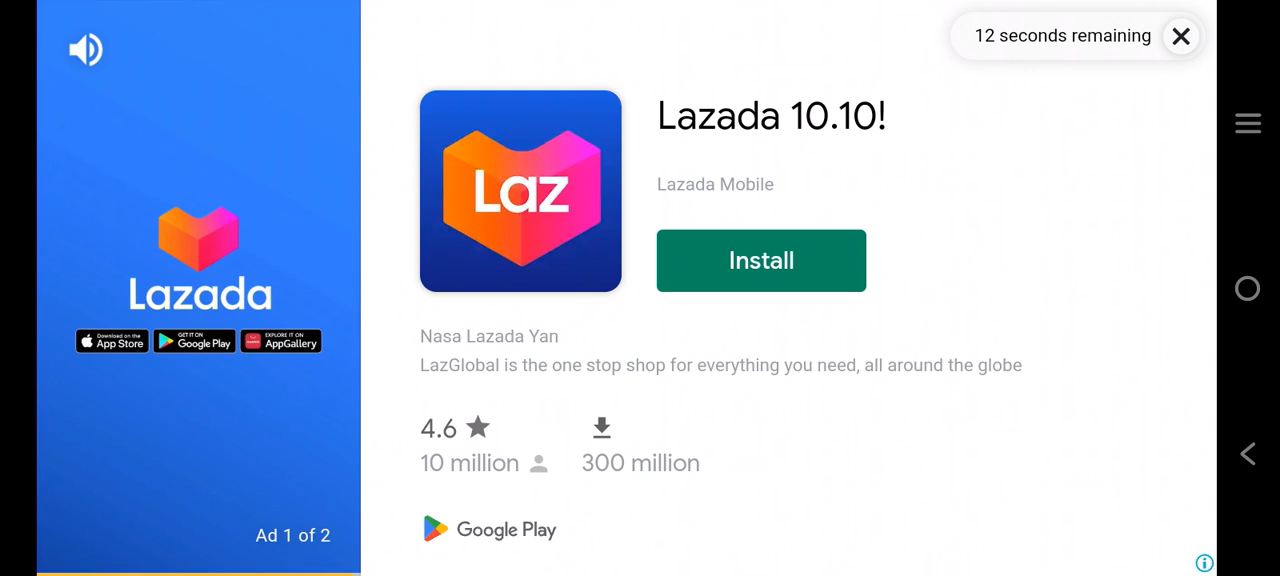 12 seconds remaining
Laz
Lazada 10.10!
Lazada Mobile
Install
Lazada
Download on the
App Store
GET IT ON
Google Play
EXPLORE IT ON
AppGallery
Nasa Lazada Yan
LazGlobal is the one stop shop for everything you need, all around the globe
4.6
10 million
300 million
Ad 1 of 2
Google Play